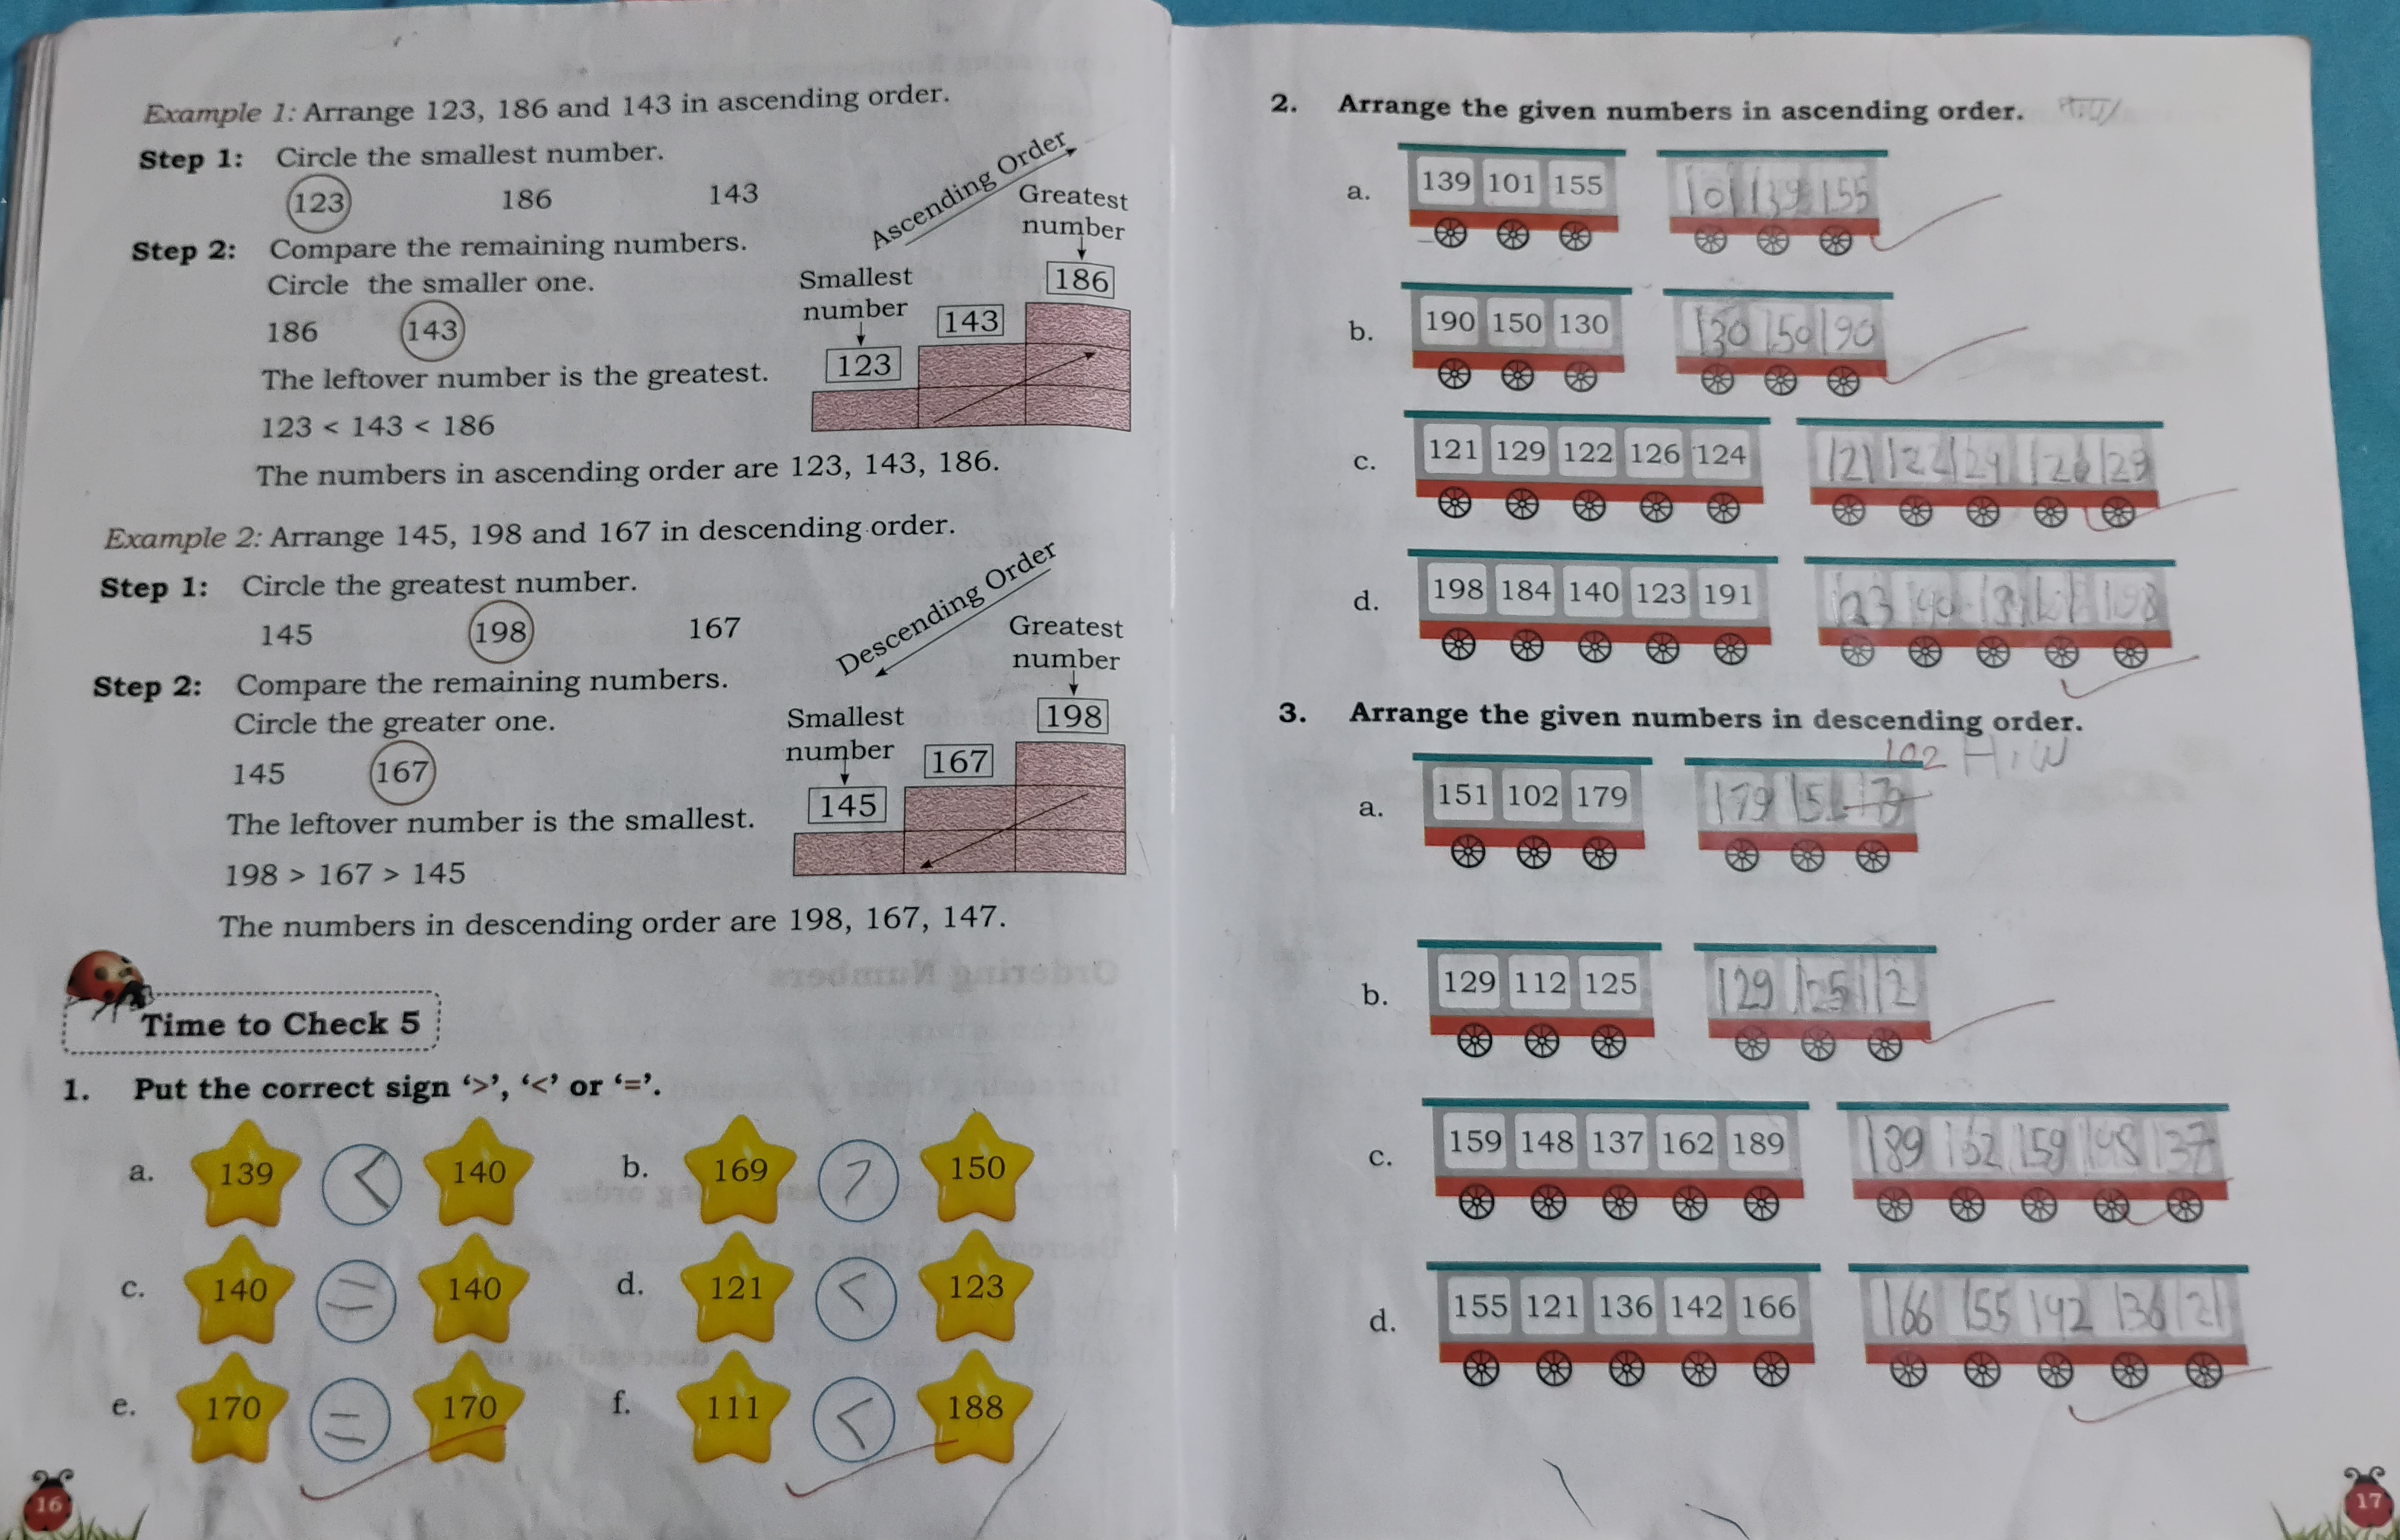 Example 1: Arrange 123, 186 and 143 in ascending order.
Step 1: Circle the smallest number.
123 186 143
Step 2: Compare the remaining numbers.
Circle the smaller one.
186 143
The leftover number is the greatest.
123 < 143 < 186
The numbers in ascending order are 123, 143, 186.
Ascending Order
Greatest
number
186
Smallest
number
143
123
Example 2: Arrange 145, 198 and 167 in descending order.
Step 1: Circle the greatest number.
145 198 167
Step 2: Compare the remaining numbers.
Circle the greater one.
145 167
The leftover number is the smallest.
198 > 167 > 145
The numbers in descending order are 198, 167, 147.
Descending Order
Greatest
number
198
Smallest
number
167
145
Time to Check 5
1. Put the correct sign ‘>’, ‘<’ or ‘=’.
a. 139 < 140 b. 169 > 150
c. 140 = 140 d. 121 < 123
e. 170 = 170 f. 111 < 188
16
2. Arrange the given numbers in ascending order.
a. 139 101 155 101 139 155
b. 190 150 130 130 150 190
c. 121 129 122 126 124 121 122 124 126 129
d. 198 184 140 123 191 123 140 198
3. Arrange the given numbers in descending order.
102 H.W
a. 151 102 179 179 151
b. 129 112 125 129 125 112
c. 159 148 137 162 189 189 162 159 148 137
d. 155 121 136 142 166 166 155 142 136 121
17